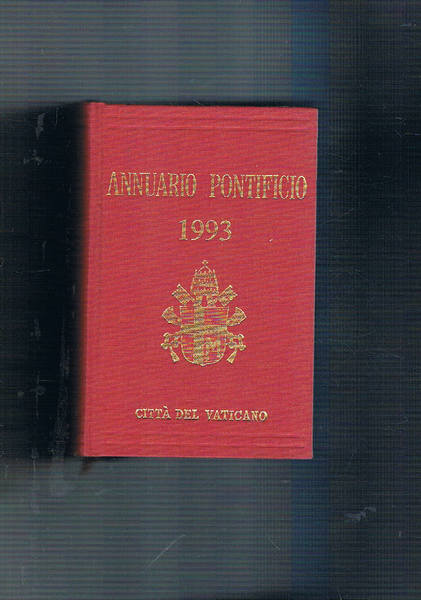 ANNUARIO PONTIFICIO
1993
CITTÀ DEL VATICANO